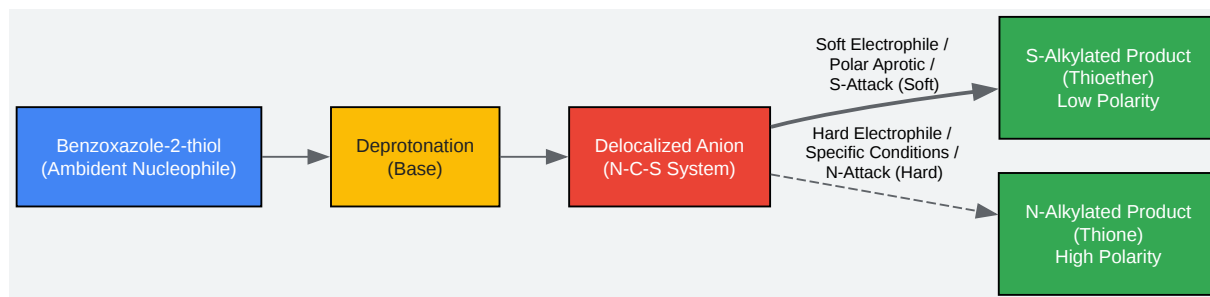 Benzoxazole-2-thiol
(Ambident Nucleophile)
Deprotonation
(Base)
Delocalized Anion
(N-C-S System)
Soft Electrophile /
Polar Aprotic /
S-Attack (Soft)
Hard Electrophile /
Specific Conditions /
N-Attack (Hard)
S-Alkylated Product
(Thioether)
Low Polarity
N-Alkylated Product
(Thione)
High Polarity